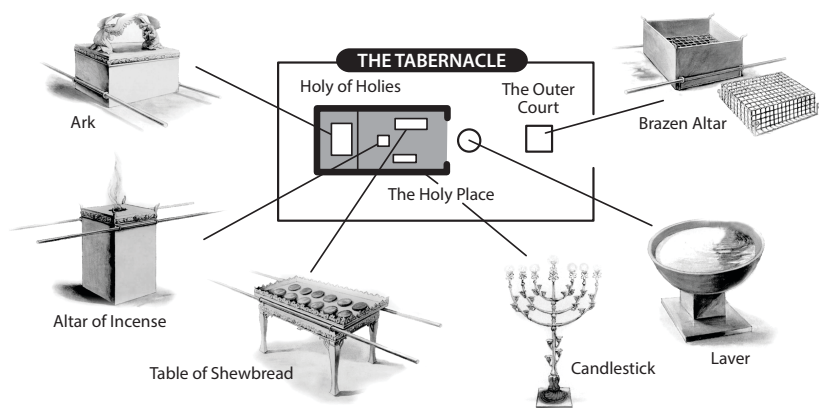 THE TABERNACLE
Holy of Holies
The Outer
Court
The Holy Place
Ark
Brazen Altar
Altar of Incense
Table of Shewbread
Candlestick
Laver